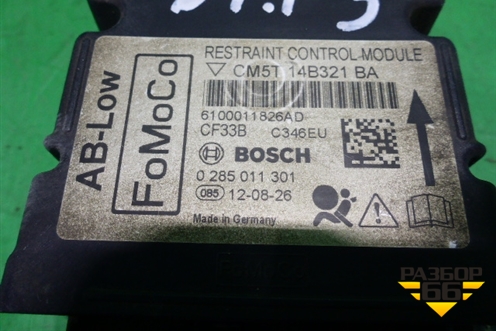 RESTRAINT CONTROL-MODULE
CM5T 14B321 BA
AB-Low
FoMoCo
6100011826AD
CF33B C346EU
BOSCH
0 285 011 301
085 12-08-26
Made in Germany
РАЗБОР
66